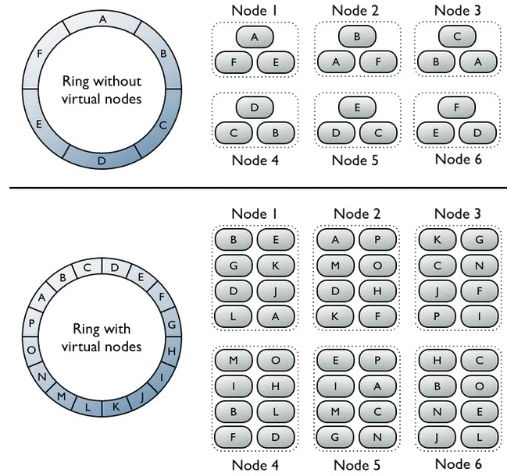 A
B
C
D
E
F
Ring without
virtual nodes
Node 1 Node 2 Node 3
A B C
F E A F B A
D E F
C B D C E D
Node 4 Node 5 Node 6
A
B
C
D
E
F
G
H
I
J
K
L
M
N
O
P
Ring with
virtual nodes
Node 1 Node 2 Node 3
B E A P K G
G K M O C N
D J D H J F
L A K F P I
M O E P H C
I H I A B O
B L M C N E
F D G N J L
Node 4 Node 5 Node 6